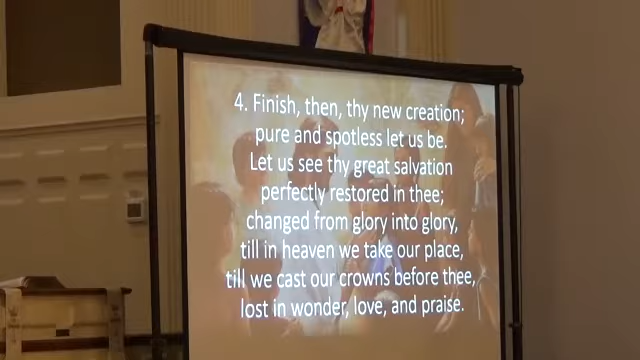 4. Finish, then, thy new creation;
pure and spotless let us be.
Let us see thy great salvation
perfectly restored in thee;
changed from glory into glory,
till in heaven we take our place,
till we cast our crowns before thee,
lost in wonder, love, and praise.